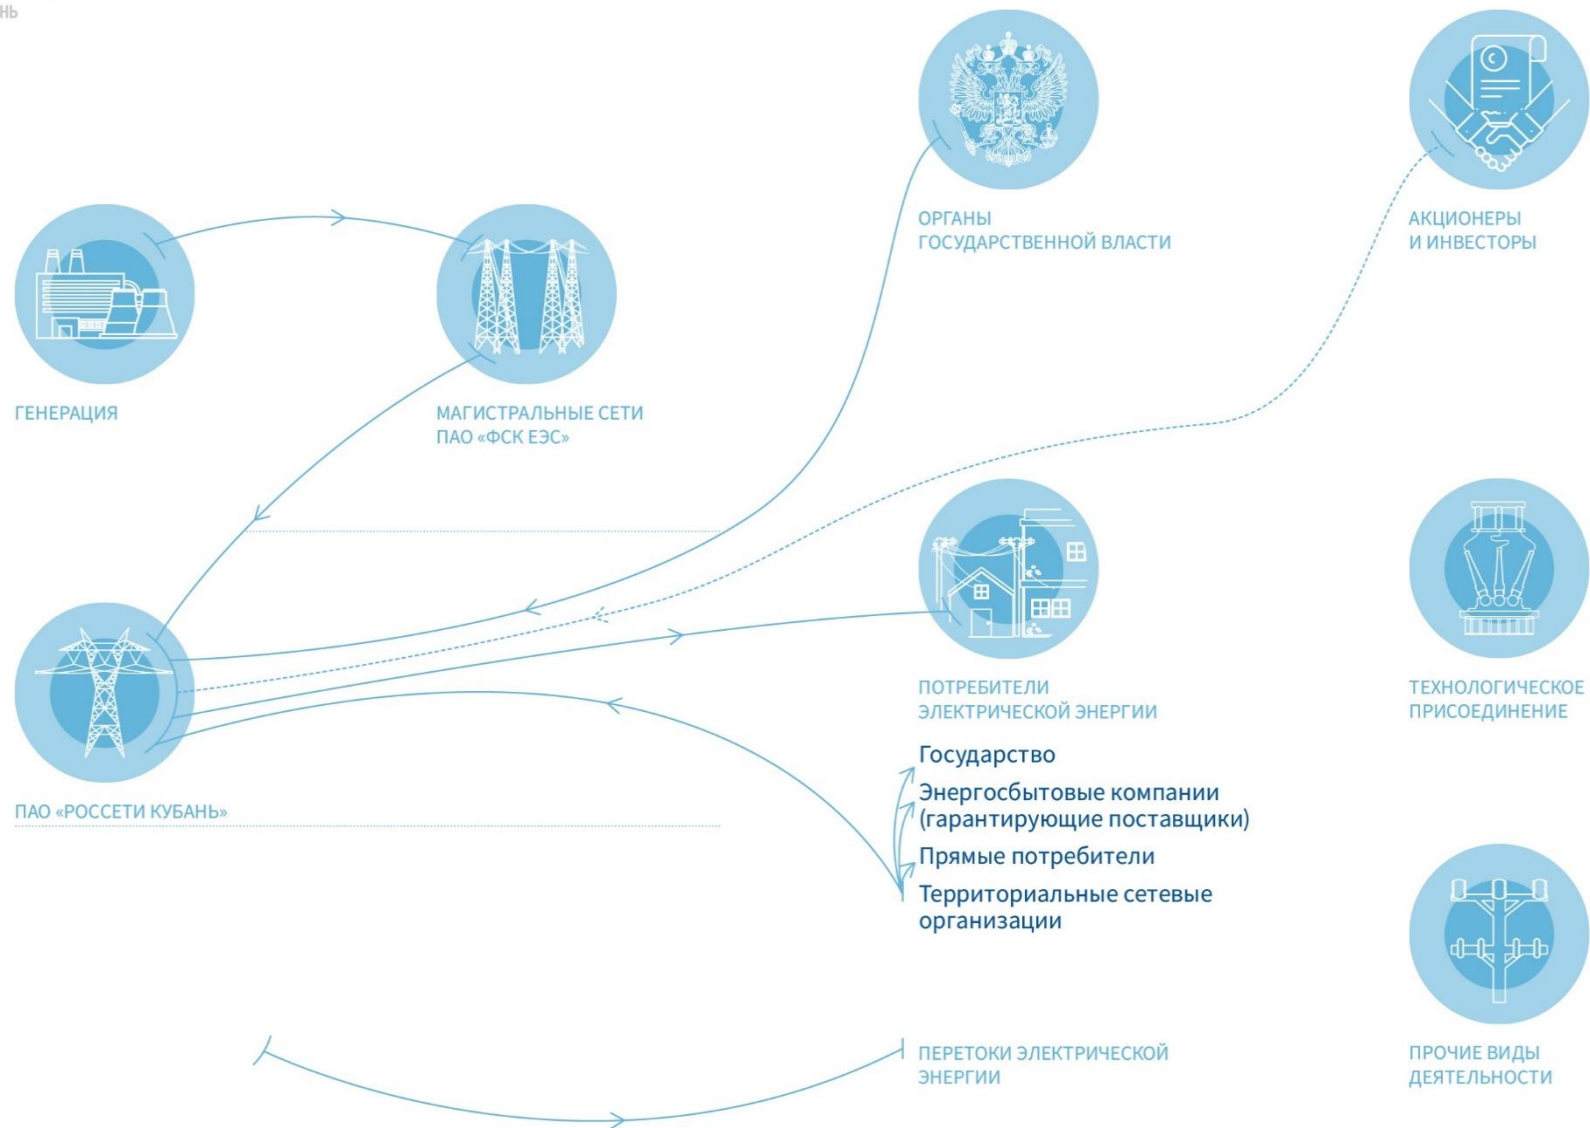 НЬ
ОРГАНЫ
ГОСУДАРСТВЕННОЙ ВЛАСТИ
АКЦИОНЕРЫ
И ИНВЕСТОРЫ
ГЕНЕРАЦИЯ
МАГИСТРАЛЬНЫЕ СЕТИ
ПАО «ФСК ЕЭС»
ПОТРЕБИТЕЛИ
ЭЛЕКТРИЧЕСКОЙ ЭНЕРГИИ
ТЕХНОЛОГИЧЕСКОЕ
ПРИСОЕДИНЕНИЕ
Государство
Энергосбытовые компании
(гарантирующие поставщики)
Прямые потребители
Территориальные сетевые
организации
ПАО «РОССЕТИ КУБАНЬ»
ПЕРЕТОКИ ЭЛЕКТРИЧЕСКОЙ
ЭНЕРГИИ
ПРОЧИЕ ВИДЫ
ДЕЯТЕЛЬНОСТИ